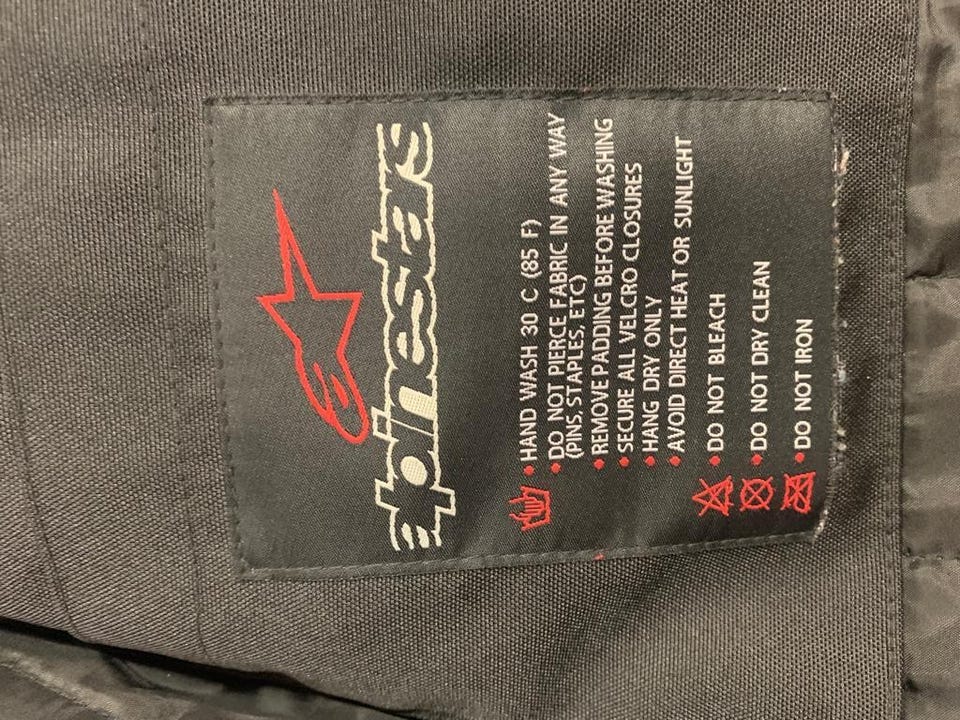 alpinestars
• HAND WASH 30 C (85 F)
• DO NOT PIERCE FABRIC IN ANY WAY
(PINS, STAPLES, ETC)
• REMOVE PADDING BEFORE WASHING
• SECURE ALL VELCRO CLOSURES
• HANG DRY ONLY
• AVOID DIRECT HEAT OR SUNLIGHT
• DO NOT BLEACH
• DO NOT DRY CLEAN
• DO NOT IRON